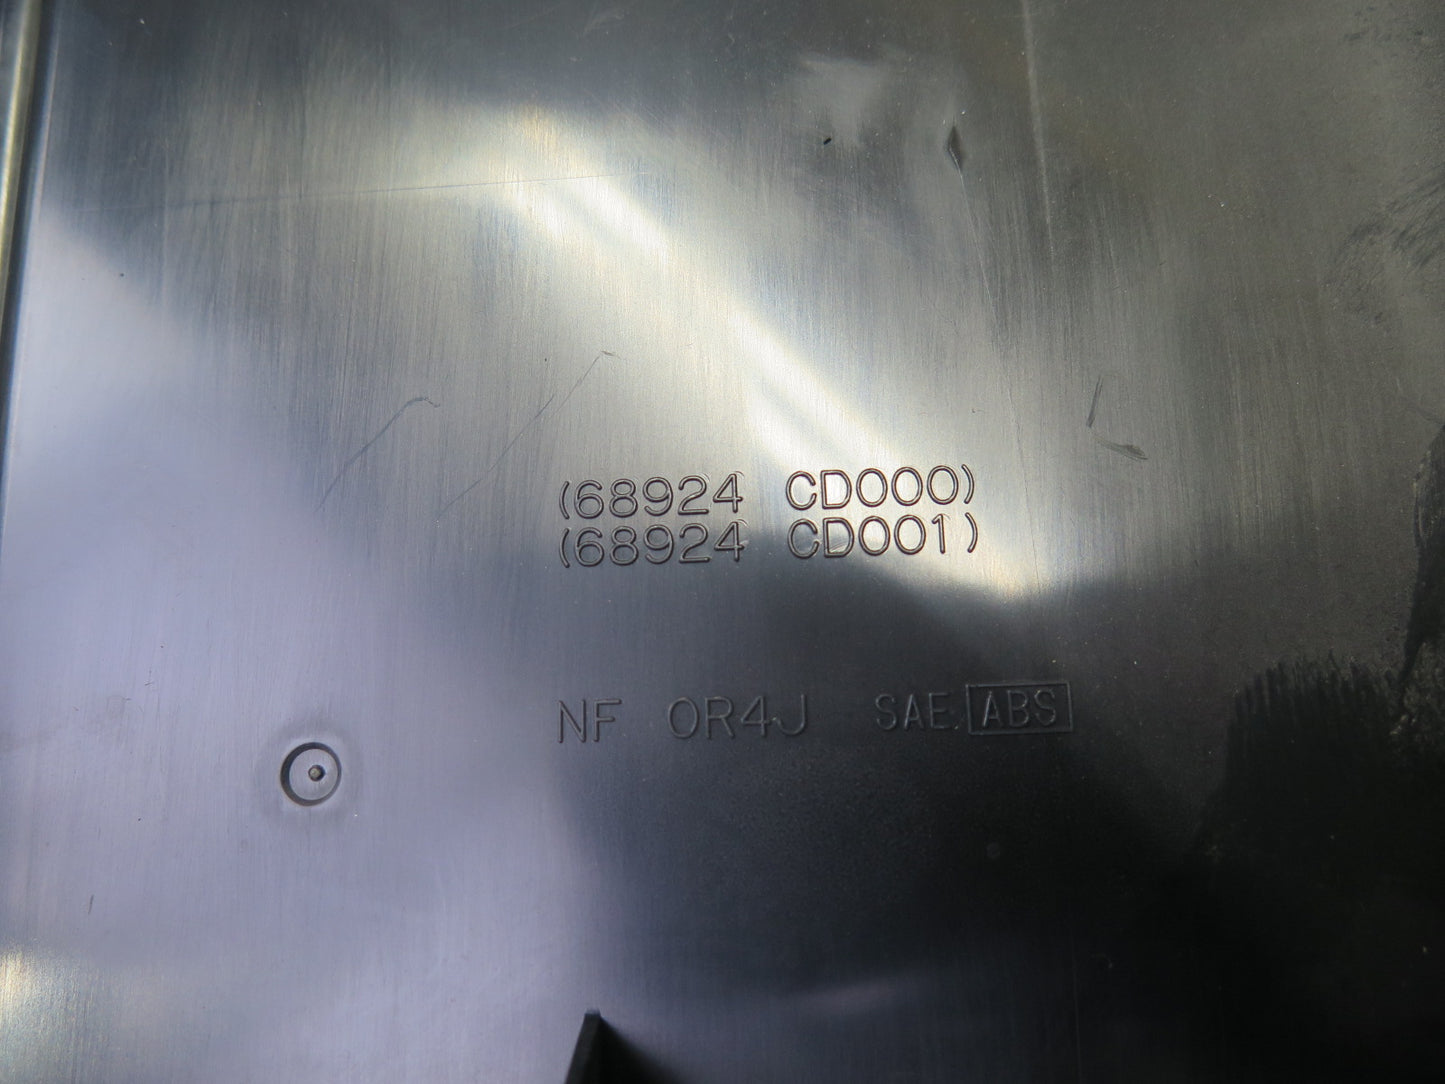 (68924 CD000)
(68924 CD001)
NF 0R4J SAE ABS